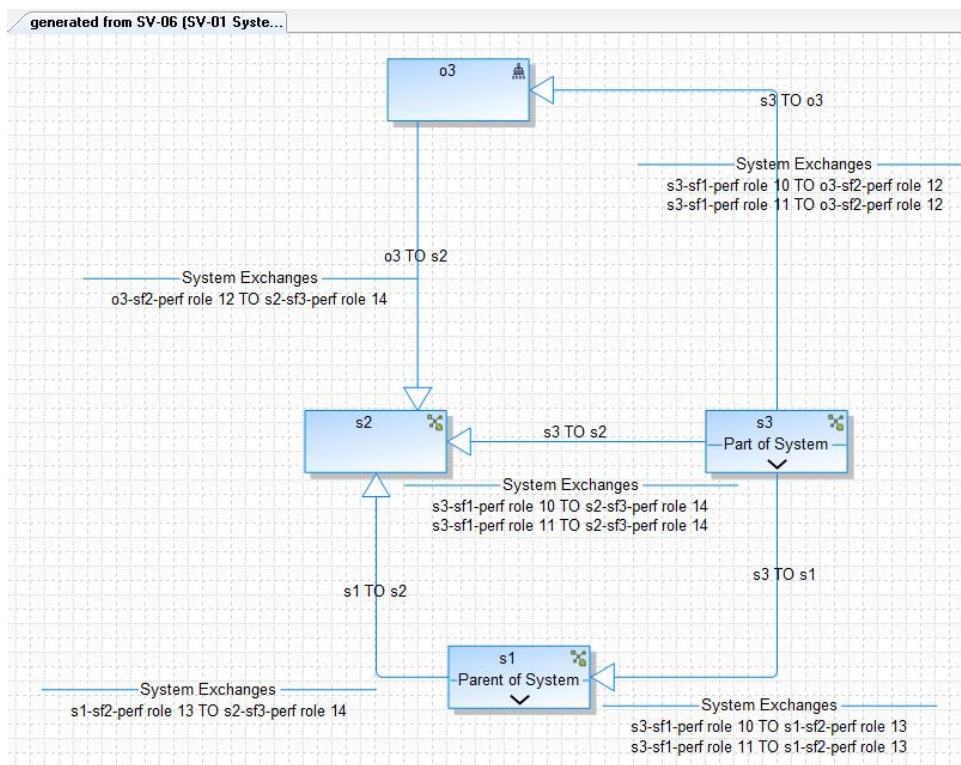 generated from SV-06 (SV-01 Syste...
o3
s3 TO o3
System Exchanges
s3-sf1-perf role 10 TO o3-sf2-perf role 12
s3-sf1-perf role 11 TO o3-sf2-perf role 12
o3 TO s2
System Exchanges
o3-sf2-perf role 12 TO s2-sf3-perf role 14
s2
s3 TO s2
s3
Part of System
System Exchanges
s3-sf1-perf role 10 TO s2-sf3-perf role 14
s3-sf1-perf role 11 TO s2-sf3-perf role 14
s3 TO s1
s1 TO s2
s1
Parent of System
System Exchanges
s1-sf2-perf role 13 TO s2-sf3-perf role 14
System Exchanges
s3-sf1-perf role 10 TO s1-sf2-perf role 13
s3-sf1-perf role 11 TO s1-sf2-perf role 13